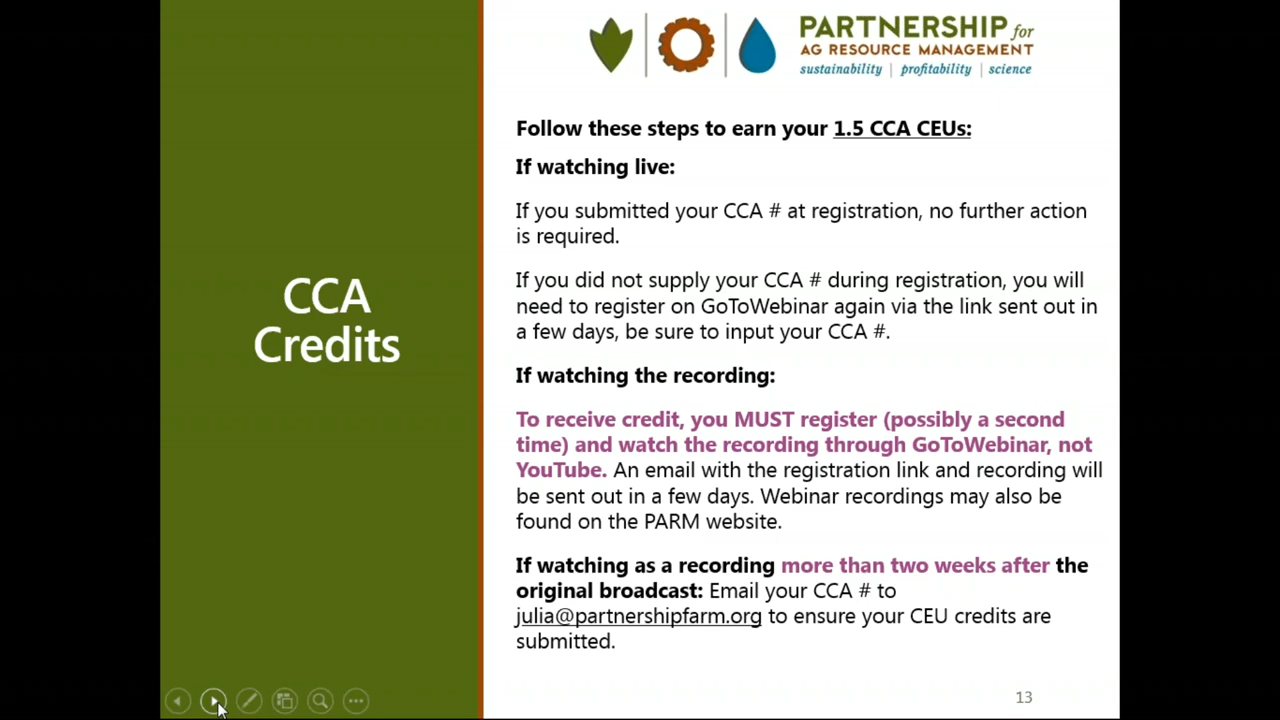 PARTNERSHIP for
AG RESOURCE MANAGEMENT
sustainability | profitability | science
CCA
Credits
Follow these steps to earn your 1.5 CCA CEUs:
If watching live:
If you submitted your CCA # at registration, no further action
is required.
If you did not supply your CCA # during registration, you will
need to register on GoToWebinar again via the link sent out in
a few days, be sure to input your CCA #.
If watching the recording:
To receive credit, you MUST register (possibly a second
time) and watch the recording through GoToWebinar, not
YouTube. An email with the registration link and recording will
be sent out in a few days. Webinar recordings may also be
found on the PARM website.
If watching as a recording more than two weeks after the
original broadcast: Email your CCA # to
julia@partnershipfarm.org to ensure your CEU credits are
submitted.
13